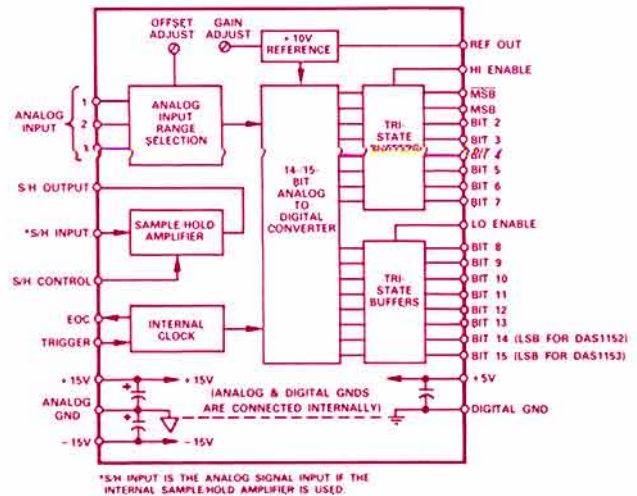 OFFSET ADJUST
GAIN ADJUST
+10V REFERENCE
REF OUT
HI ENABLE
ANALOG INPUT
1
2
3
ANALOG INPUT RANGE SELECTION
14-/15-BIT ANALOG TO DIGITAL CONVERTER
TRI-STATE
MSB
MSB
BIT 2
BIT 3
BIT 4
BIT 5
BIT 6
BIT 7
S/H OUTPUT
*S/H INPUT
S/H CONTROL
SAMPLE/HOLD AMPLIFIER
LO ENABLE
TRI-STATE BUFFERS
BIT 8
BIT 9
BIT 10
BIT 11
BIT 12
BIT 13
BIT 14 (LSB FOR DAS1152)
BIT 15 (LSB FOR DAS1153)
EOC
TRIGGER
INTERNAL CLOCK
+15V
+15V
+5V
ANALOG GND
(ANALOG & DIGITAL GNDS
ARE CONNECTED INTERNALLY)
DIGITAL GND
-15V
-15V
*S/H INPUT IS THE ANALOG SIGNAL INPUT IF THE
INTERNAL SAMPLE/HOLD AMPLIFIER IS USED.